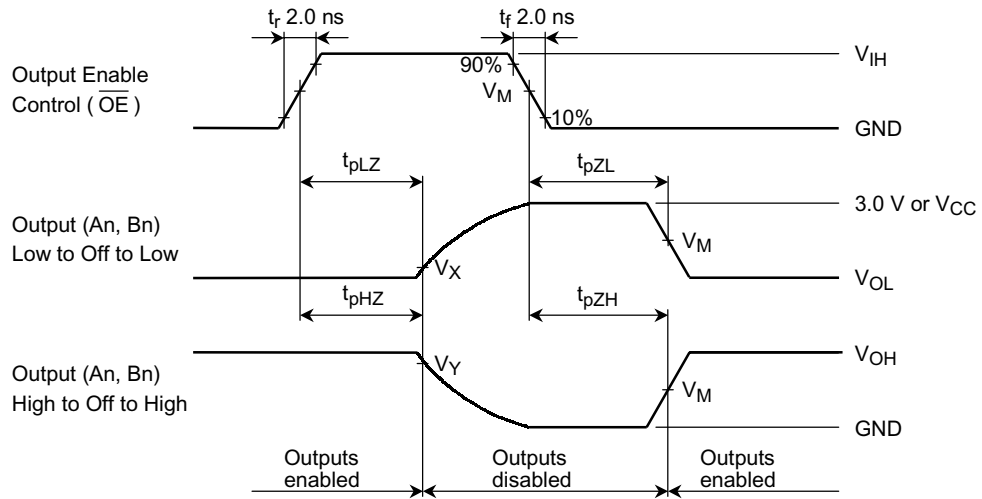 tr 2.0 ns
tf 2.0 ns
Output Enable
Control ( OE )
90%
VM
10%
VIH
GND
tpLZ
tpZL
Output (An, Bn)
Low to Off to Low
VX
VM
3.0 V or VCC
VOL
tpHZ
tpZH
Output (An, Bn)
High to Off to High
VY
VM
VOH
GND
Outputs
enabled
Outputs
disabled
Outputs
enabled